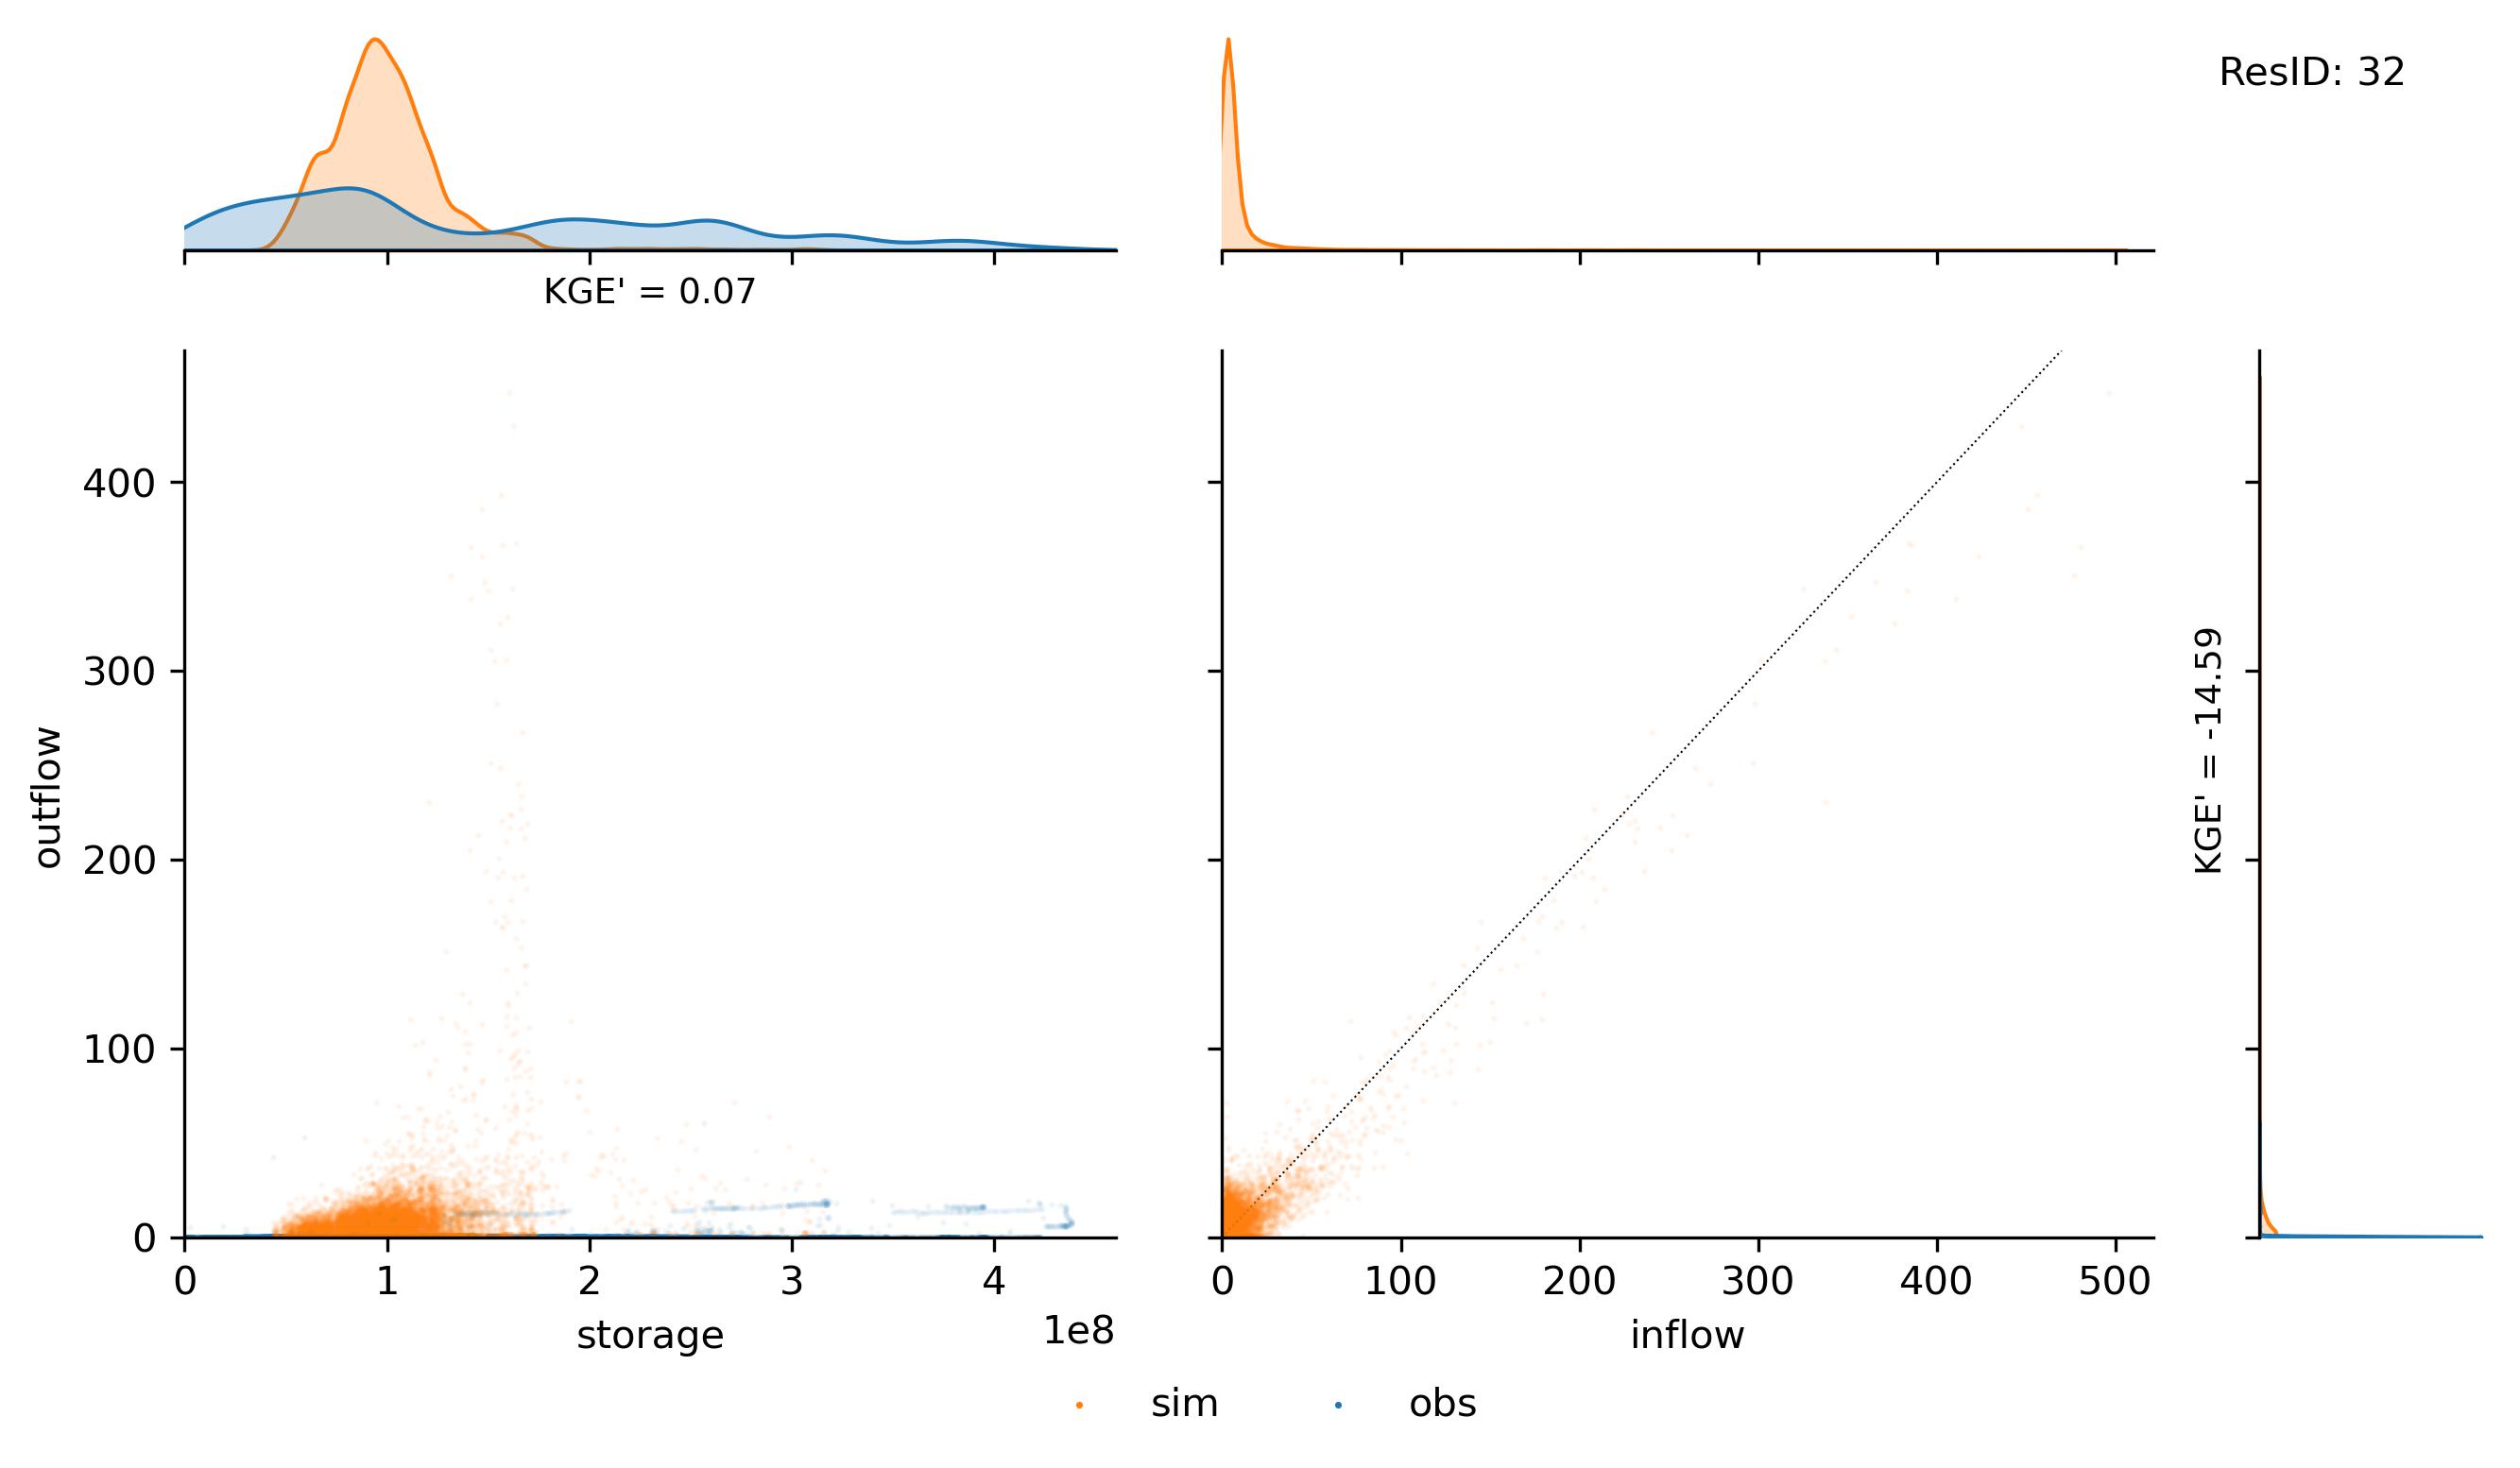 ResID: 32
KGE' = 0.07
outflow
400
300
200
100
0
KGE' = -14.59
0 1 2 3 4
1e8
storage
0 100 200 300 400 500
inflow
sim obs